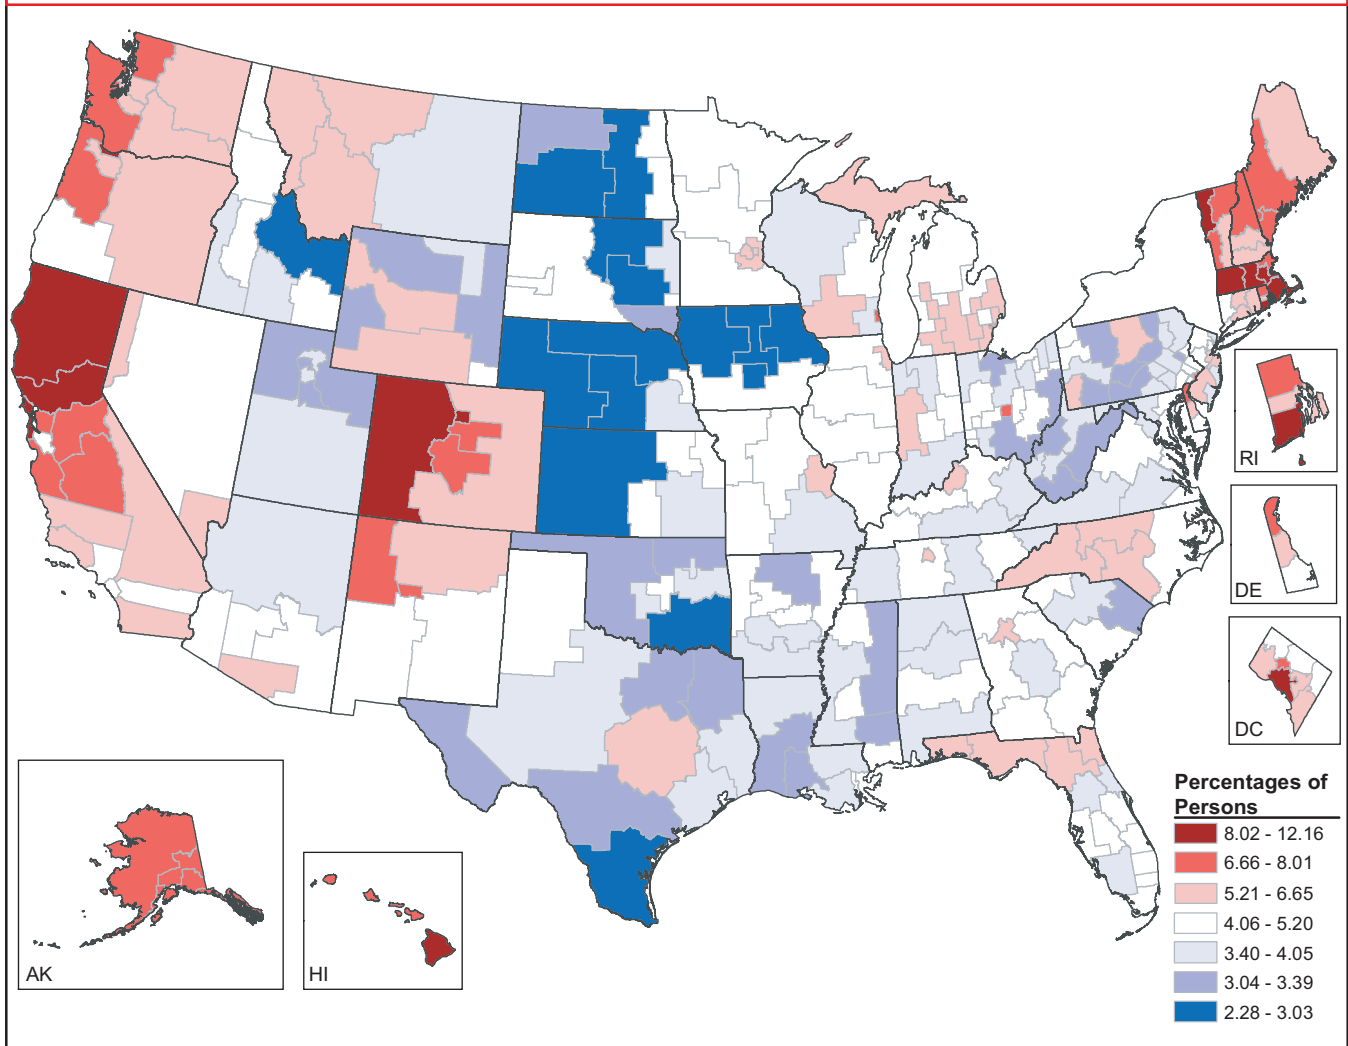 RI
DE
DC
AK
HI
Percentages of
Persons
8.02 - 12.16
6.66 - 8.01
5.21 - 6.65
4.06 - 5.20
3.40 - 4.05
3.04 - 3.39
2.28 - 3.03